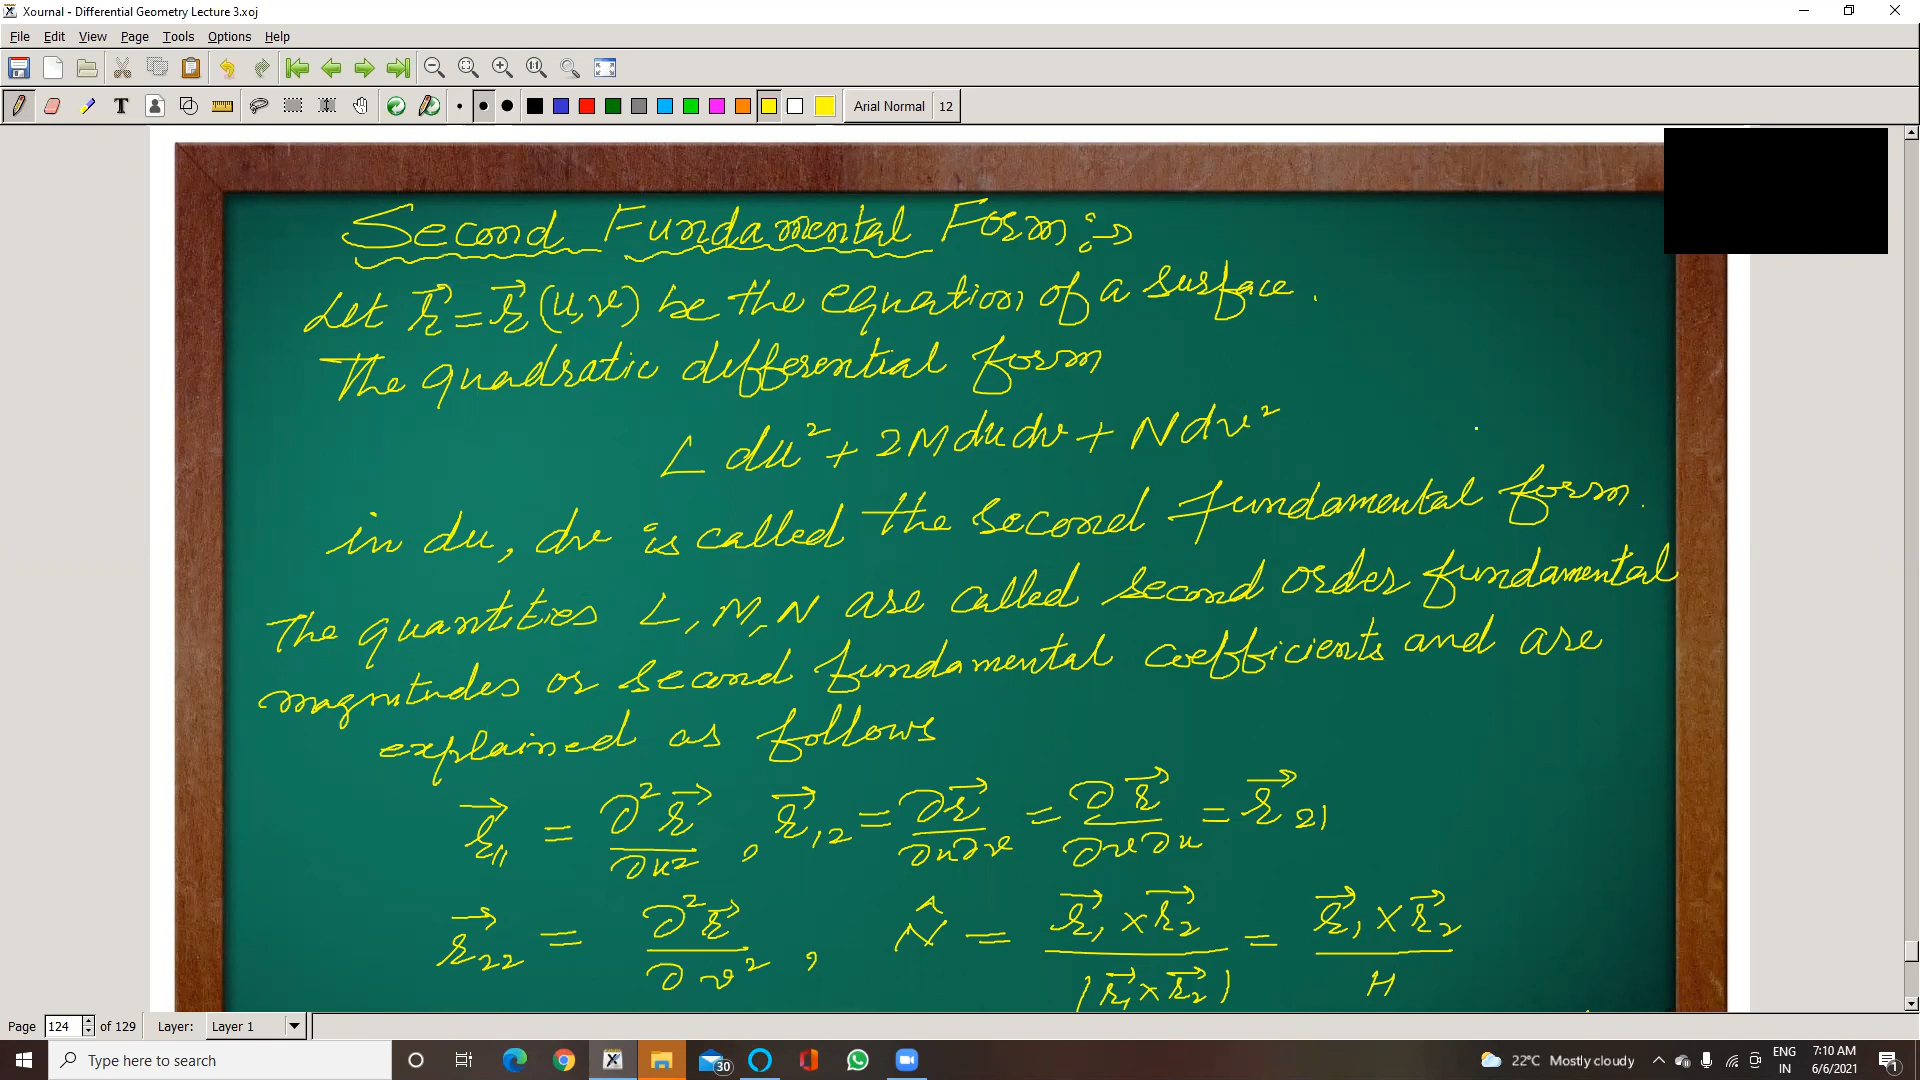 Xournal - Differential Geometry Lecture 3.xoj
File Edit View Page Tools Options Help
T Arial Normal 12
Second Fundamental Form :→
Let r⃗ = r⃗ (u,v) be the equation of a surface.
The quadratic differential form
L du² + 2M du dv + N dv²
in du, dv is called the second fundamental form.
The quantities L, M, N are called second order fundamental
magnitudes or second fundamental coefficients and are
explained as follows
r⃗₁₁ = ∂²r⃗/∂u² , r⃗₁₂ = ∂r⃗/∂u∂v = ∂r⃗/∂v∂u = r⃗₂₁
r⃗₂₂ = ∂²r⃗/∂v² , N̂ = r⃗₁ × r⃗₂ / |r⃗₁ × r⃗₂| = r⃗₁ × r⃗₂ / H
Page 124 of 129 Layer: Layer 1
Type here to search 30 22°C Mostly cloudy ENG IN 7:10 AM 6/6/2021 1